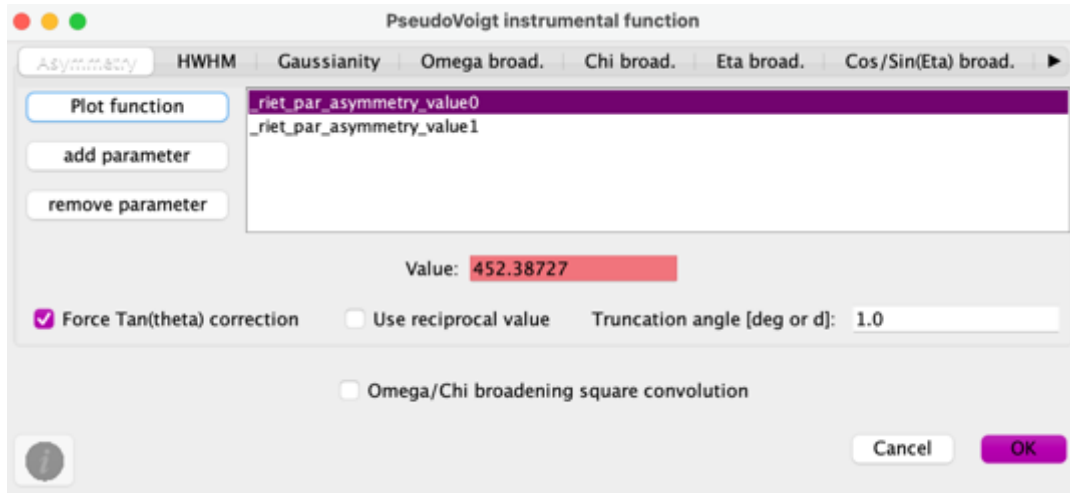 PseudoVoigt instrumental function
Asymmetry HWHM Gaussianity Omega broad. Chi broad. Eta broad. Cos/Sin(Eta) broad.
Plot function
_riet_par_asymmetry_value0
_riet_par_asymmetry_value1
add parameter
remove parameter
Value: 452.38727
Force Tan(theta) correction Use reciprocal value Truncation angle [deg or d]: 1.0
Omega/Chi broadening square convolution
Cancel OK